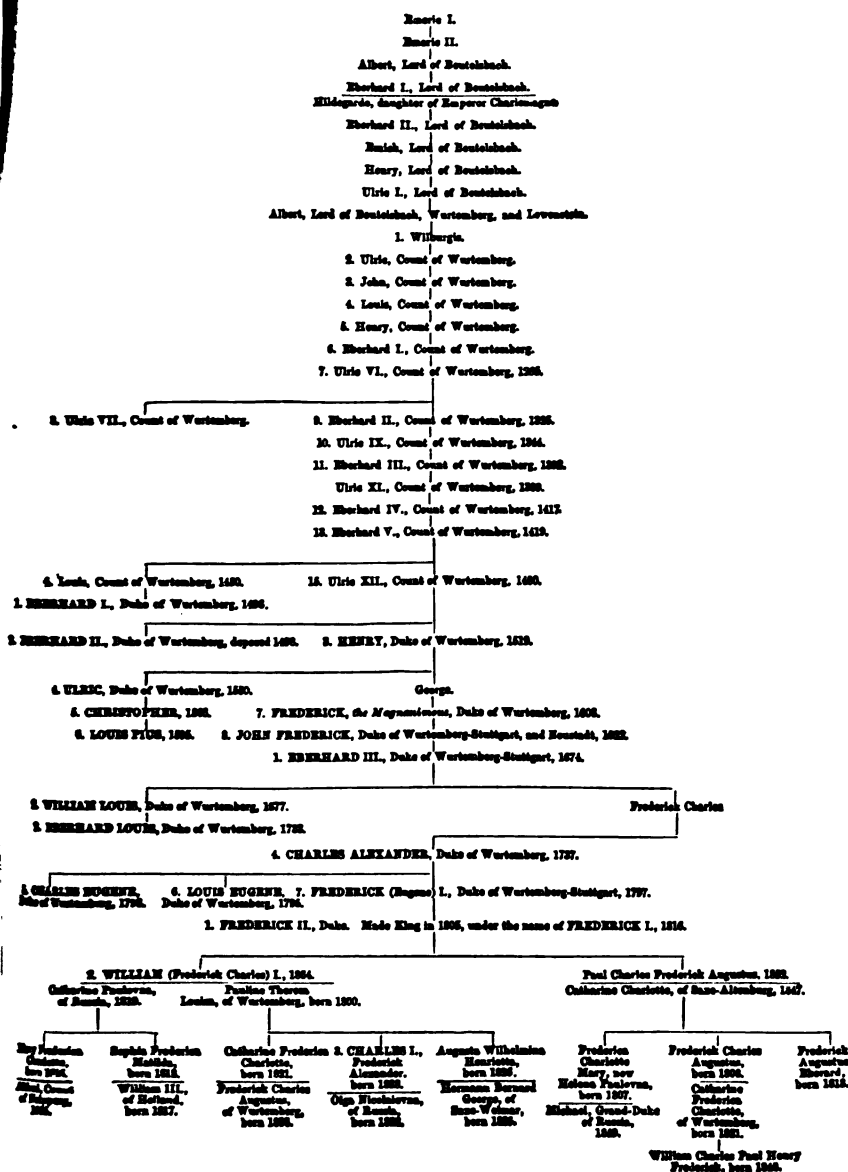 Emeric I.
Emeric II.
Albert, Lord of Beutelsbach.
Eberhard I., Lord of Beutelsbach.
Hildegarde, daughter of Emperor Charlemagne
Eberhard II., Lord of Beutelsbach.
Lord of Beutelsbach.
Henry, Lord of Beutelsbach.
Ulric I., Lord of Beutelsbach.
Albert, Lord of Beutelsbach, Wurtemberg, and Lowenstein.
1. Wilburgis.
2. Ulric, Count of Wurtemberg.
3. John, Count of Wurtemberg.
4. Louis, Count of Wurtemberg.
5. Henry, Count of Wurtemberg.
6. Eberhard I., Count of Wurtemberg.
7. Ulric VI., Count of Wurtemberg, 1265.
8. Ulric VII., Count of Wurtemberg. 9. Eberhard II., Count of Wurtemberg, 1325.
10. Ulric IX., Count of Wurtemberg, 1344.
11. Eberhard III., Count of Wurtemberg, 1392.
Ulric XI., Count of Wurtemberg, 1388.
12. Eberhard IV., Count of Wurtemberg, 1417.
13. Eberhard V., Count of Wurtemberg, 1419.
4. Louis, Count of Wurtemberg, 1450. 15. Ulric XII., Count of Wurtemberg, 1480.
1. EBERHARD I., Duke of Wurtemberg, 1496.
2. EBERHARD II., Duke of Wurtemberg, deposed 1498. 3. HENRY, Duke of Wurtemberg, 1519.
4. ULRIC, Duke of Wurtemberg, 1550. George.
5. CHRISTOPHER, 1568. 7. FREDERICK, the Magnanimous, Duke of Wurtemberg, 1608.
6. LOUIS PIUS, 8. JOHN FREDERICK, Duke of Wurtemberg-Stuttgart, and Neustadt,
1. EBERHARD III., Duke of Wurtemberg-Stuttgart, 1674.
2. WILLIAM LOUIS, Duke of Wurtemberg, 1677. Frederick Charles
3. EBERHARD LOUIS, Duke of Wurtemberg, 1733.
4. CHARLES ALEXANDER, Duke of Wurtemberg, 1737.
5. CHARLES EUGENE, 6. LOUIS EUGENE, 7. FREDERICK (Eugene) I., Duke of Wurtemberg-Stuttgart, 1797.
Duke of Wurtemberg, 1793. Duke of Wurtemberg, 1795.
1. FREDERICK II., Duke. Made King in 1805, under the name of FREDERICK I., 1816.
2. WILLIAM (Frederick Charles) I., 1864. Paul Charles Frederick Augustus, 1852.
Catharine Paulovna, Pauline Theresa Catharine Charlotte, of Saxe-Altenburg, 1847.
of Russia, 1819. Louisa, of Wurtemberg, born 1800.
Frederica Sophia Frederica Catharine Frederica 3. CHARLES I., Augusta Wilhelmina Frederica Frederick Charles Frederick
Matilda, Charlotte, Frederick Henrietta, Charlotte Augustus, Augustus
born 1818. born 1821. Alexander. born 1826. Mary, now born 1808. Eberard,
William III., Frederick Charles born 1823. Hermann Bernard Helena Paulovna, Catharine born 1813.
of Holland, Augustus, Olga Nicolaievna, George, of born 1807. Frederica
born 1817. of Wurtemberg, of Russia, Saxe-Weimar, Michael, Grand-Duke Charlotte,
born 1808. born 1822. born 1825. of Russia, of Wurtemberg,
1849. born 1821.
William Charles Paul Henry
Frederick, born 1848.